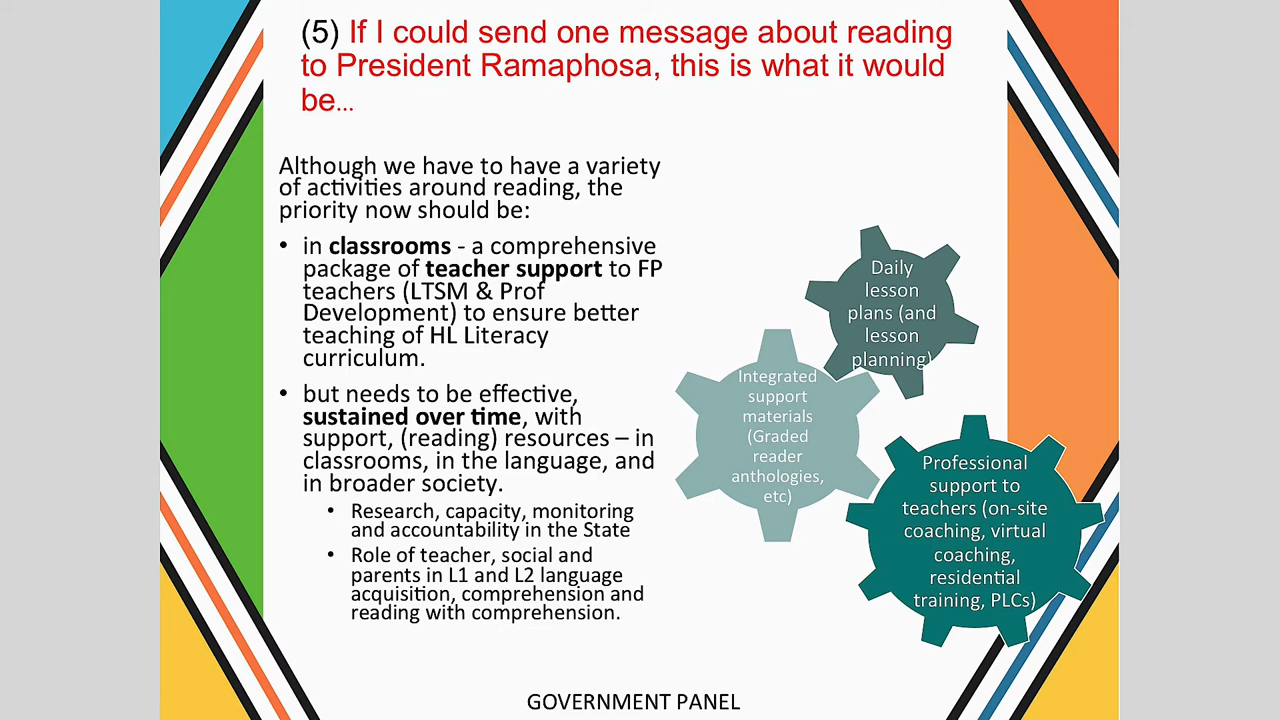 (5) If I could send one message about reading
to President Ramaphosa, this is what it would
be…
Although we have to have a variety
of activities around reading, the
priority now should be:
• in classrooms - a comprehensive
package of teacher support to FP
teachers (LTSM & Prof
Development) to ensure better
teaching of HL Literacy
curriculum.
• but needs to be effective,
sustained over time, with
support, (reading) resources – in
classrooms, in the language, and
in broader society.
• Research, capacity, monitoring
and accountability in the State
• Role of teacher, social and
parents in L1 and L2 language
acquisition, comprehension and
reading with comprehension.
Daily
lesson
plans (and
lesson
planning)
Integrated
support
materials
(Graded
reader
anthologies,
etc)
Professional
support to
teachers (on-site
coaching, virtual
coaching,
residential
training, PLCs)
GOVERNMENT PANEL